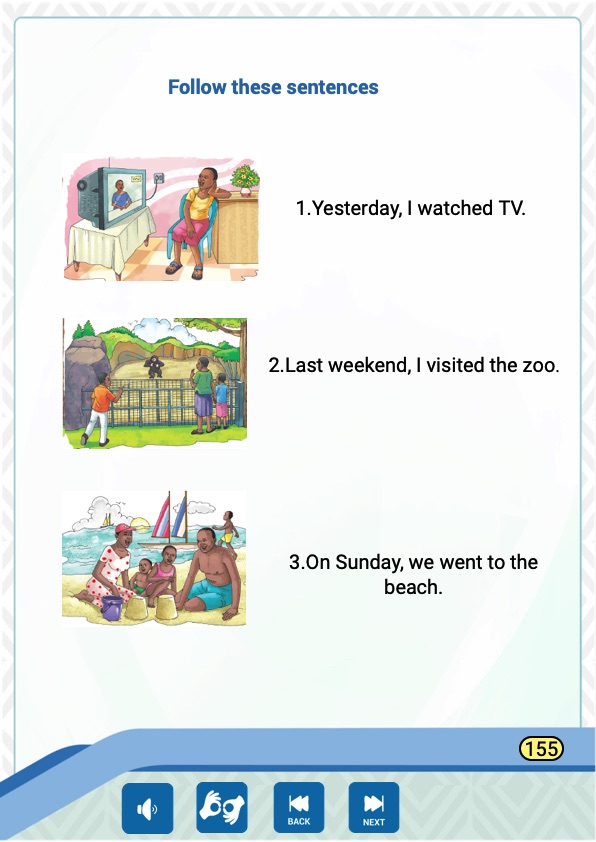 Follow these sentences
1.Yesterday, I watched TV.
2.Last weekend, I visited the zoo.
3.On Sunday, we went to the
beach.
155
BACK
NEXT